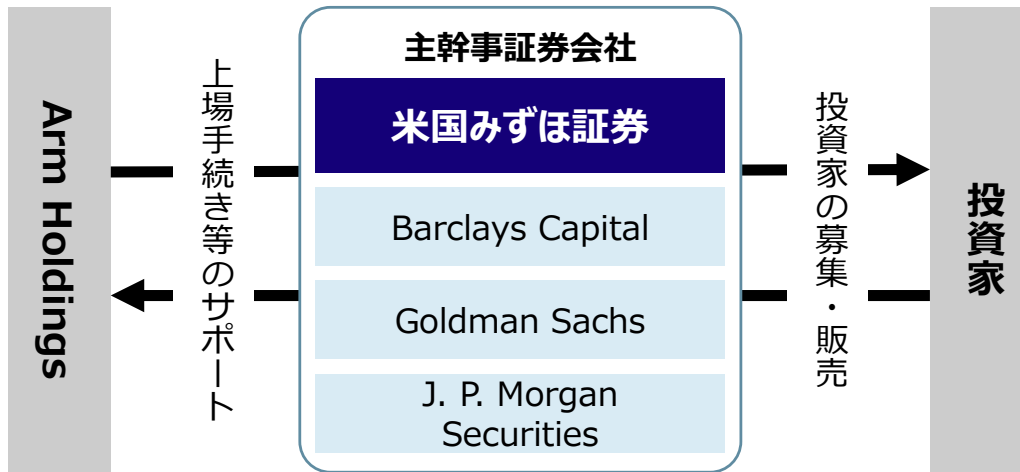 Arm Holdings
上場手続き等のサポート
主幹事証券会社
米国みずほ証券
Barclays Capital
Goldman Sachs
J. P. Morgan
Securities
投資家の募集・販売
投資家